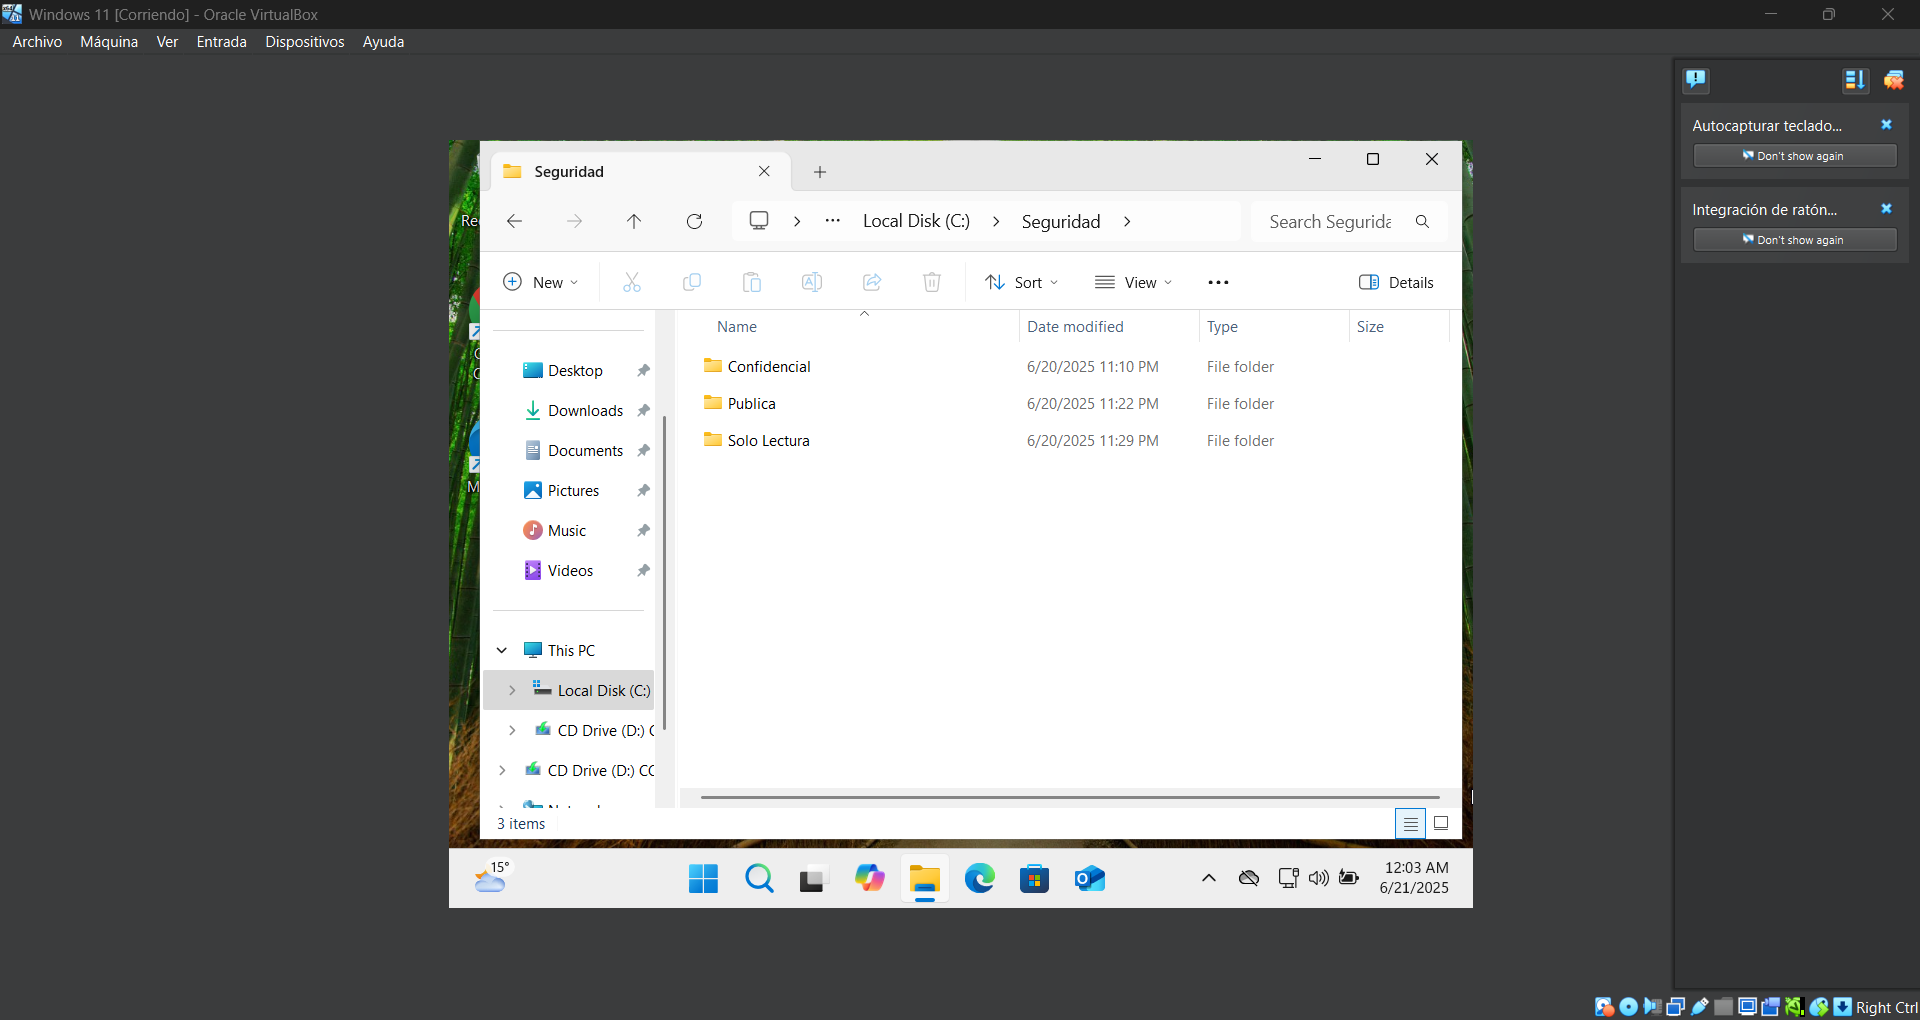 Windows 11 [Corriendo] - Oracle VirtualBox
Archivo Máquina Ver Entrada Dispositivos Ayuda
Autocapturar teclado...
Don't show again
Integración de ratón...
Don't show again
Seguridad
Local Disk (C:) Seguridad
Search Segurida
New Sort View Details
Name Date modified Type Size
Confidencial 6/20/2025 11:10 PM File folder
Publica 6/20/2025 11:22 PM File folder
Solo Lectura 6/20/2025 11:29 PM File folder
Desktop
Downloads
Documents
Pictures
Music
Videos
This PC
Local Disk (C:)
CD Drive (D:) C
CD Drive (D:) CC
3 items
15°
12:03 AM
6/21/2025
Right Ctrl